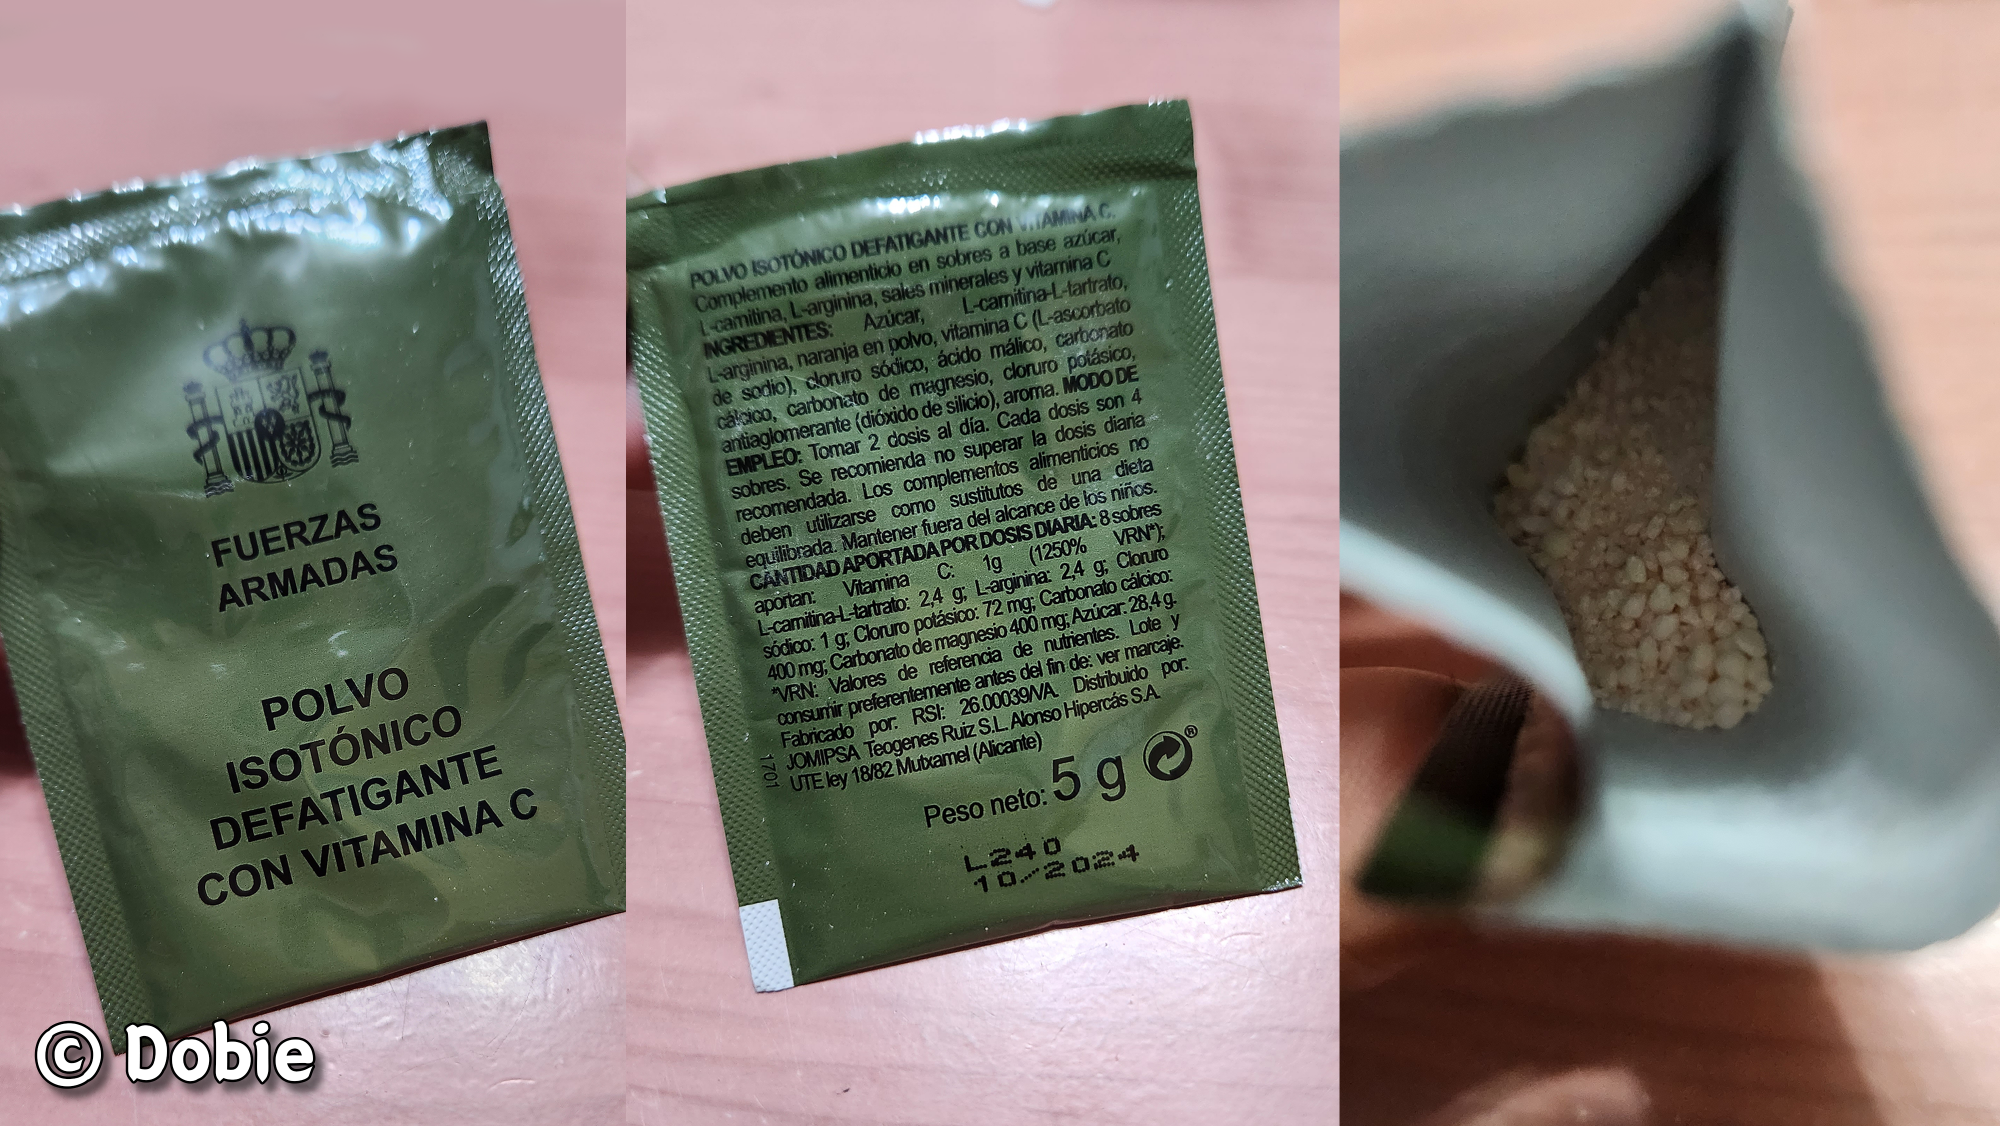 FUERZAS
ARMADAS
POLVO
ISOTÓNICO
DEFATIGANTE
CON VITAMINA C
© Dobie
POLVO ISOTÓNICO DEFATIGANTE CON VITAMINA C.
Complemento alimenticio en sobres a base azúcar,
L-carnitina, L-arginina, sales minerales y vitamina C
INGREDIENTES: Azúcar, L-carnitina-L-tartrato,
L-arginina, naranja en polvo, vitamina C (L-ascorbato
de sodio), cloruro sódico, ácido málico, carbonato
cálcico, carbonato de magnesio, cloruro potásico,
antiaglomerante (dióxido de silicio), aroma. MODO DE
EMPLEO: Tomar 2 dosis al día. Cada dosis son 4
sobres. Se recomienda no superar la dosis diaria
recomendada. Los complementos alimenticios no
deben utilizarse como sustitutos de una dieta
equilibrada. Mantener fuera del alcance de los niños.
CANTIDAD APORTADA POR DOSIS DIARIA: 8 sobres
aportan: Vitamina C: 1g (1250% VRN*);
L-carnitina-L-tartrato: 2,4 g; L-arginina: 2,4 g; Cloruro
sódico: 1 g; Cloruro potásico: 72 mg; Carbonato cálcico:
400 mg; Carbonato de magnesio 400 mg; Azúcar: 28,4 g.
*VRN: Valores de referencia de nutrientes. Lote y
consumir preferentemente antes del fin de: ver marcaje.
Fabricado por: RSI: 26.00039/VA. Distribuido por:
JOMIPSA Teogenes Ruiz S.L. Alonso Hipercás S.A.
UTE ley 18/82 Mutxamel (Alicante)
1701
Peso neto: 5 g ®
L240
10/2024